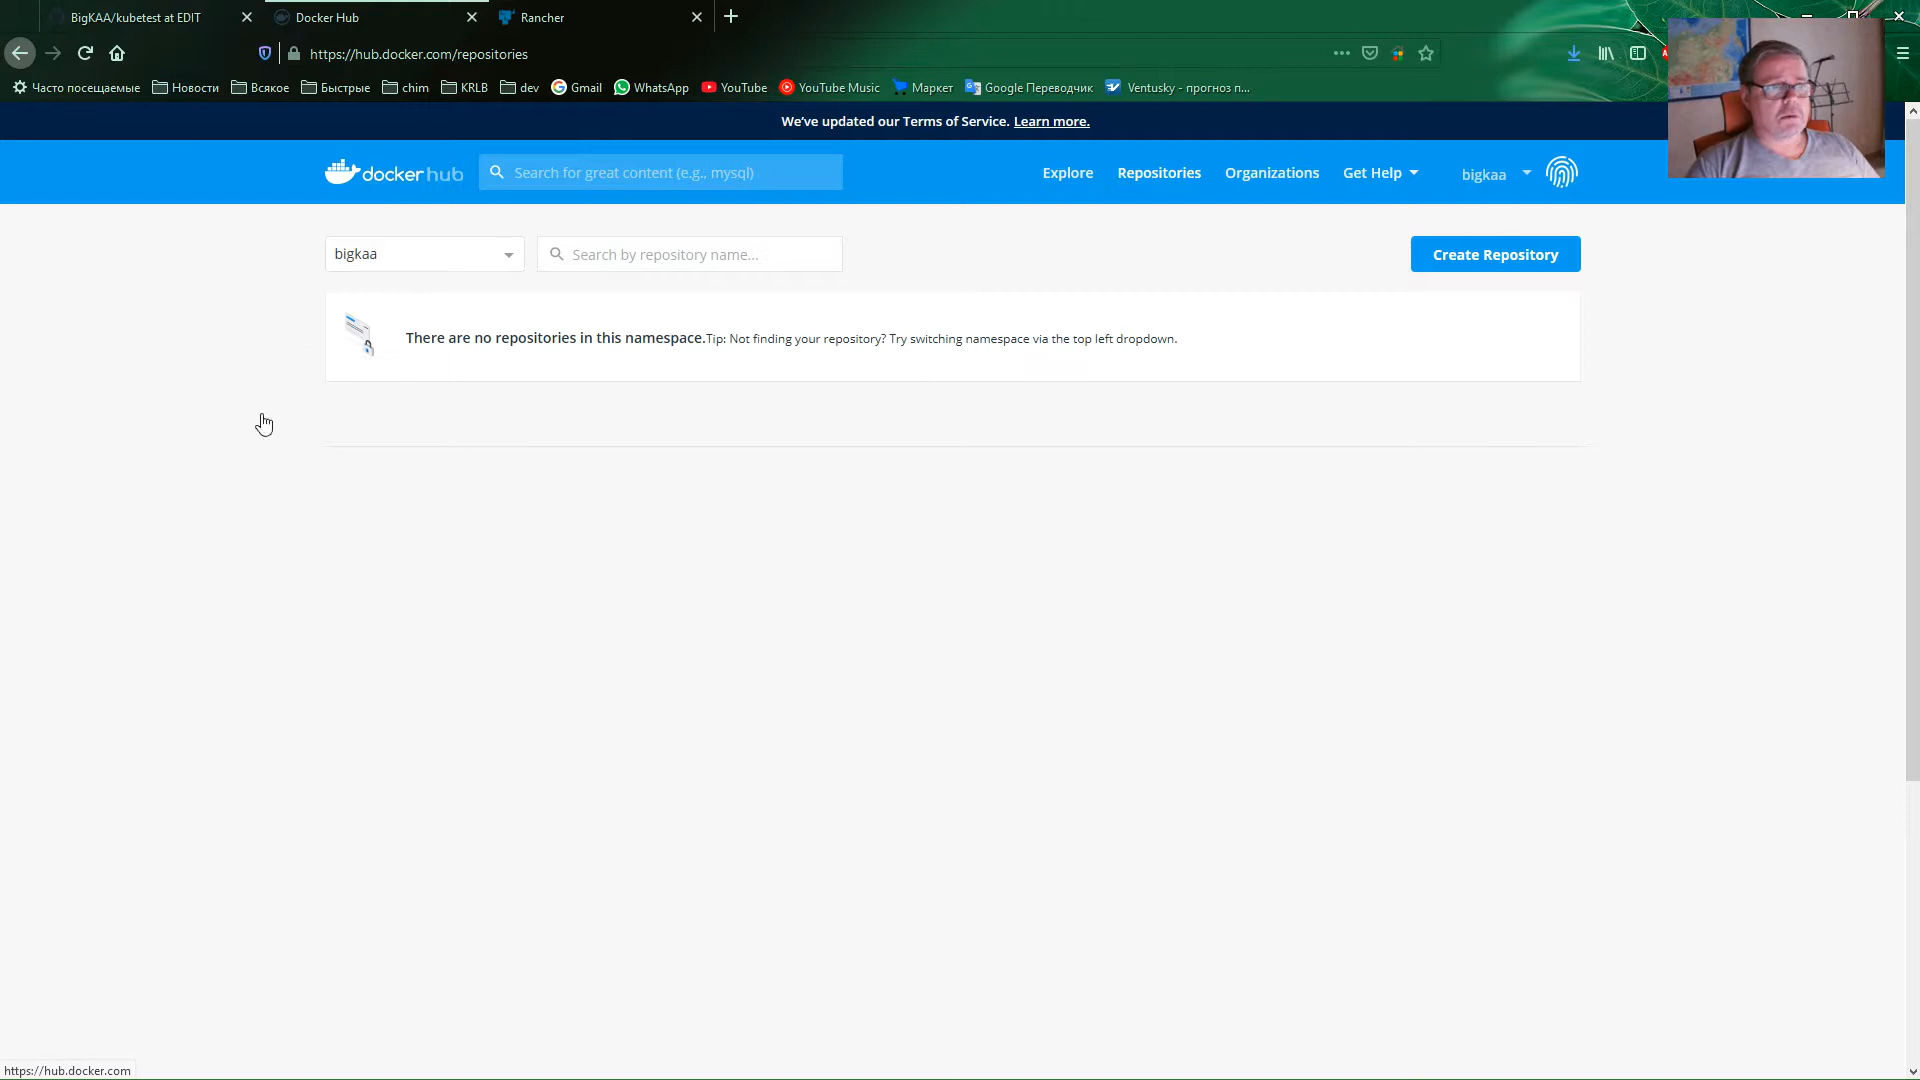 BigKAA/kubetest at EDIT
Docker Hub
Rancher
https://hub.docker.com/repositories
Часто посещаемые
Новости
Всякое
Быстрые
chim
KRLB
dev
Gmail
WhatsApp
YouTube
YouTube Music
Маркет
Google Переводчик
Ventusky - прогноз п...
We've updated our Terms of Service. Learn more.
docker hub
Search for great content (e.g., mysql)
Explore
Repositories
Organizations
Get Help
bigkaa
bigkaa
Search by repository name...
Create Repository
There are no repositories in this namespace.Tip: Not finding your repository? Try switching namespace via the top left dropdown.
https://hub.docker.com